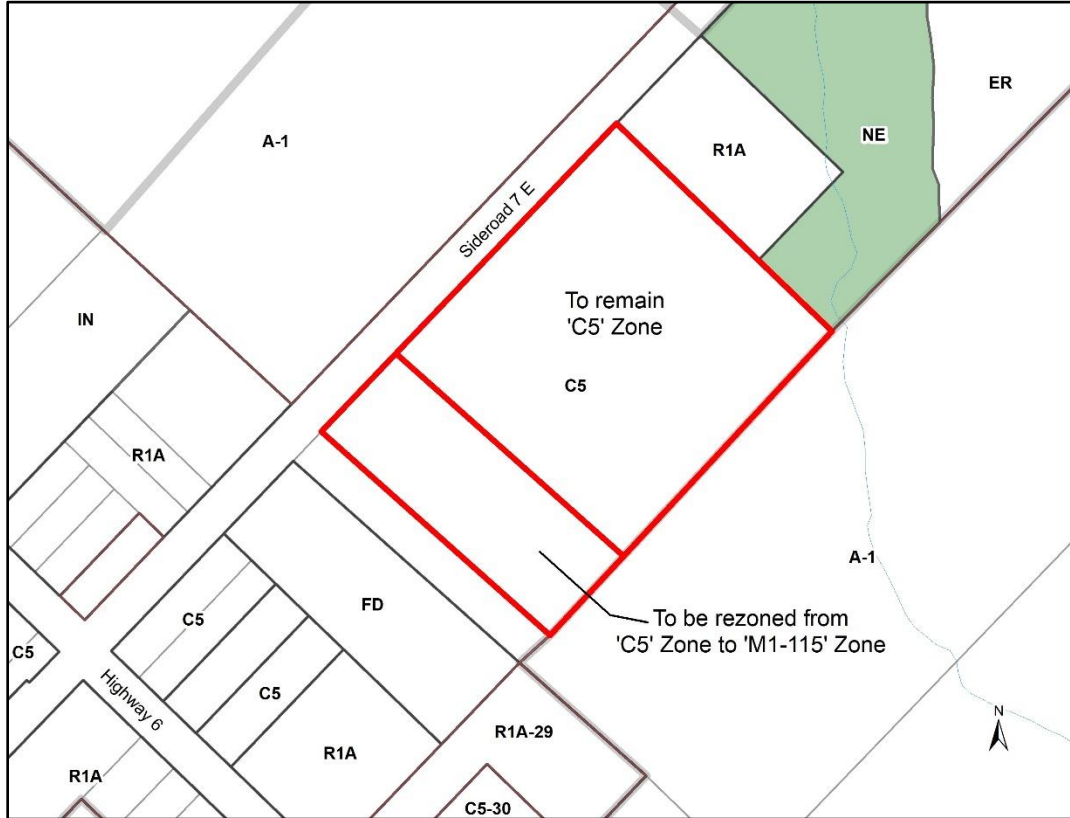 ER
A-1
NE
R1A
Sideroad 7 E
To remain
'C5' Zone
IN
C5
R1A
A-1
FD
C5
To be rezoned from
'C5' Zone to 'M1-115' Zone
C5
C5
Highway 6
N
R1A-29
R1A
R1A
C5-30